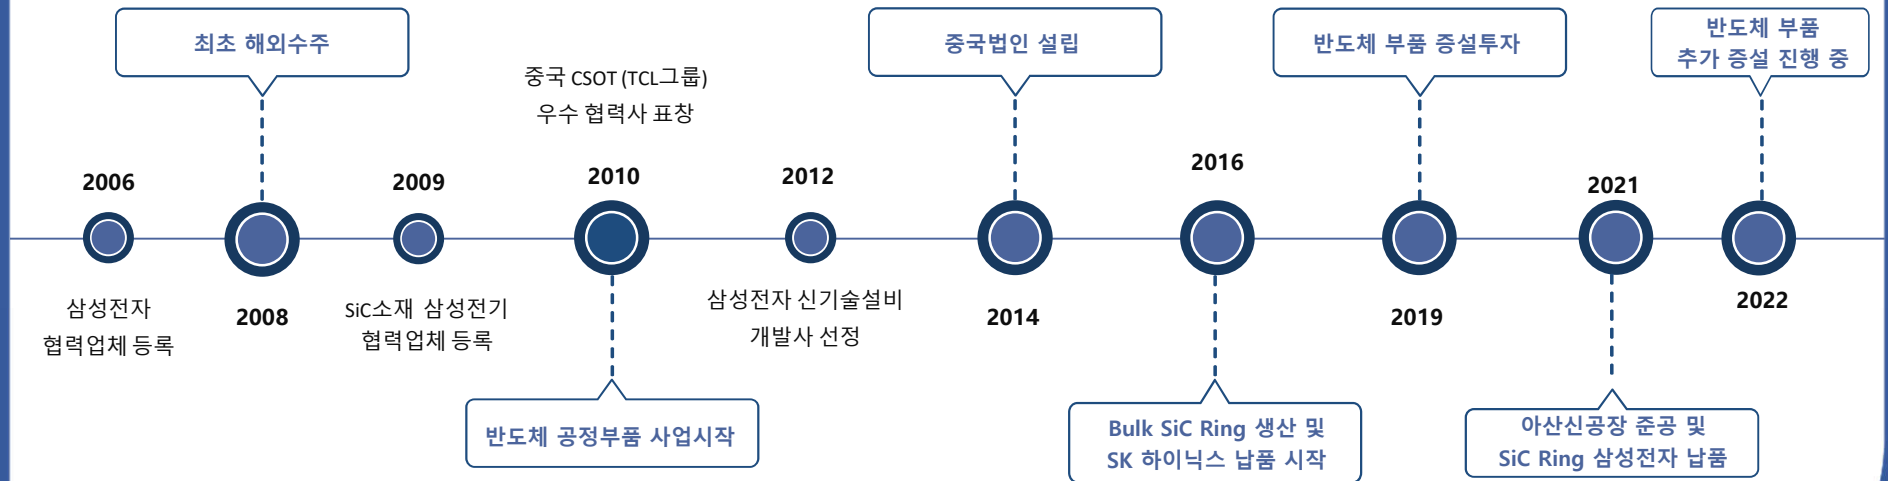 2006
삼성전자
협력업체 등록
최초 해외수주
2008
2009
SiC소재 삼성전기
협력업체 등록
중국 CSOT (TCL그룹)
우수 협력사 표창
2010
반도체 공정부품 사업시작
2012
삼성전자 신기술설비
개발사 선정
중국법인 설립
2014
2016
Bulk SiC Ring 생산 및
SK 하이닉스 납품 시작
반도체 부품 증설투자
2019
2021
아산신공장 준공 및
SiC Ring 삼성전자 납품
반도체 부품
추가 증설 진행 중
2022